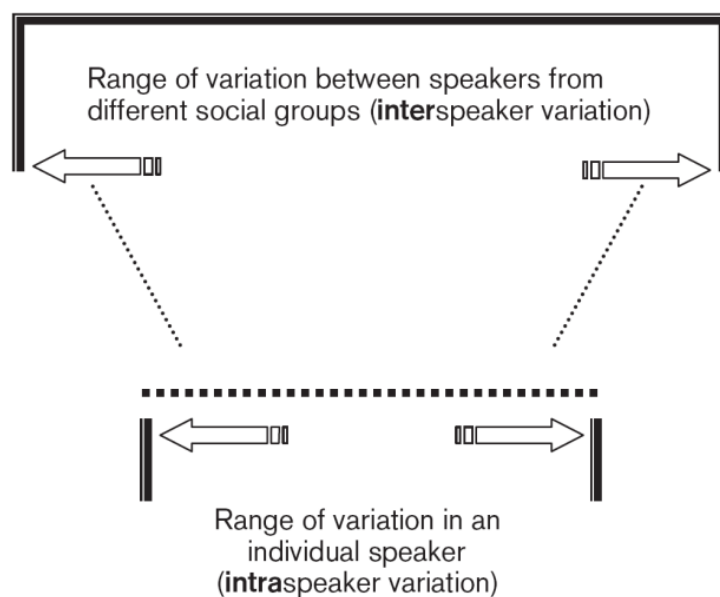 Range of variation between speakers from
different social groups (interspeaker variation)
Range of variation in an
individual speaker
(intraspeaker variation)